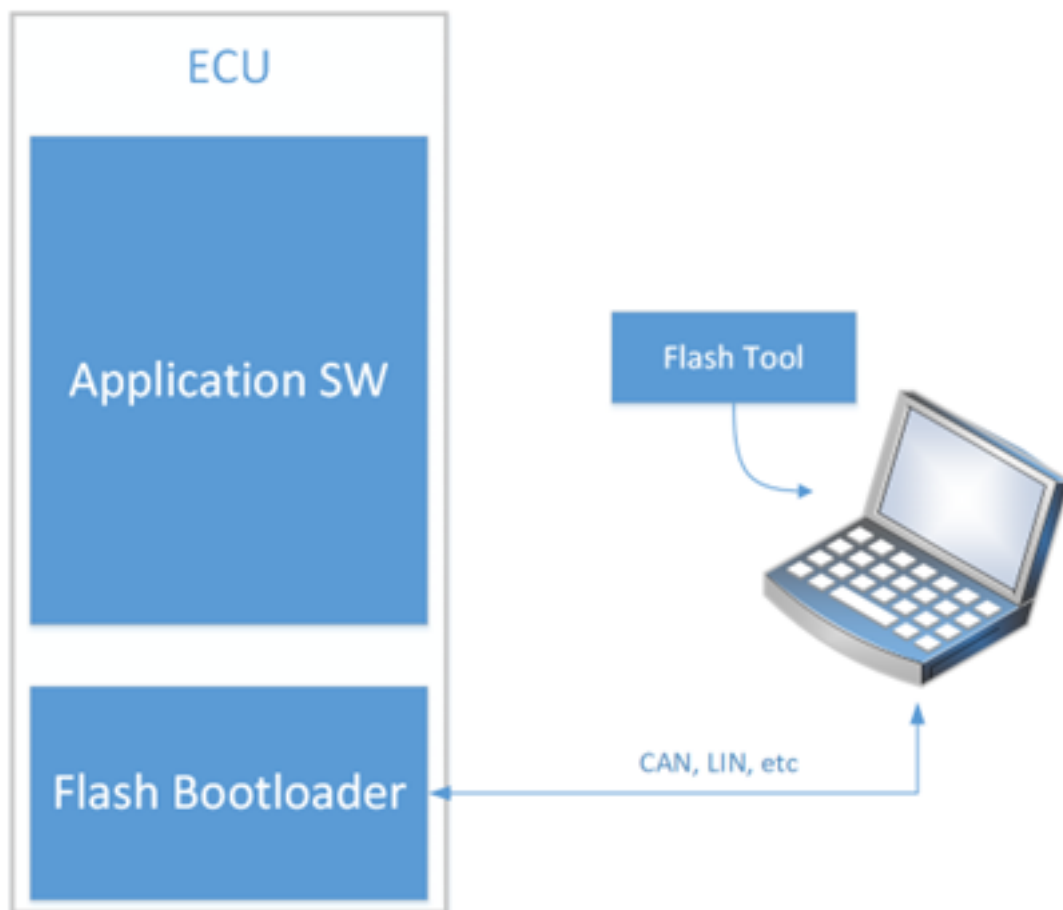 ECU
Application SW
Flash Tool
CAN, LIN, etc
Flash Bootloader